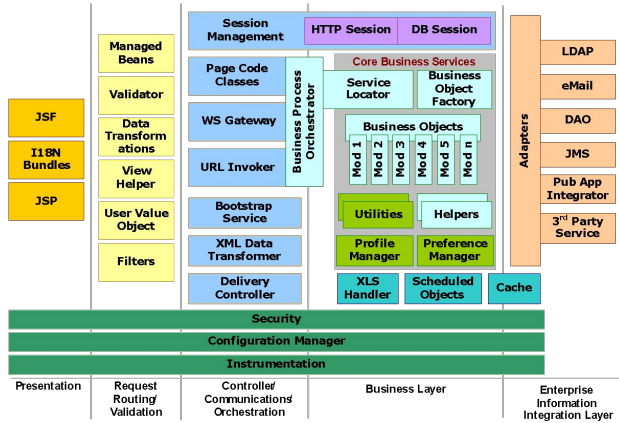 JSF
I18N
Bundles
JSP
Managed
Beans
Validator
Data
Transform
ations
View
Helper
User Value
Object
Filters
Session
Management
HTTP Session
DB Session
Page Code
Classes
WS Gateway
URL Invoker
Bootstrap
Service
XML Data
Transformer
Delivery
Controller
Business Process
Orchestrator
Core Business Services
Service
Locator
Business
Object
Factory
Business Objects
Mod 1
Mod 2
Mod 3
Mod 4
Mod 5
Mod n
Utilities
Helpers
Profile
Manager
Preference
Manager
XLS
Handler
Scheduled
Objects
Cache
Adapters
LDAP
eMail
DAO
JMS
Pub App
Integrator
3rd Party
Service
Security
Configuration Manager
Instrumentation
Presentation
Request
Routing/
Validation
Controller/
Communications/
Orchestration
Business Layer
Enterprise
Information
Integration Layer